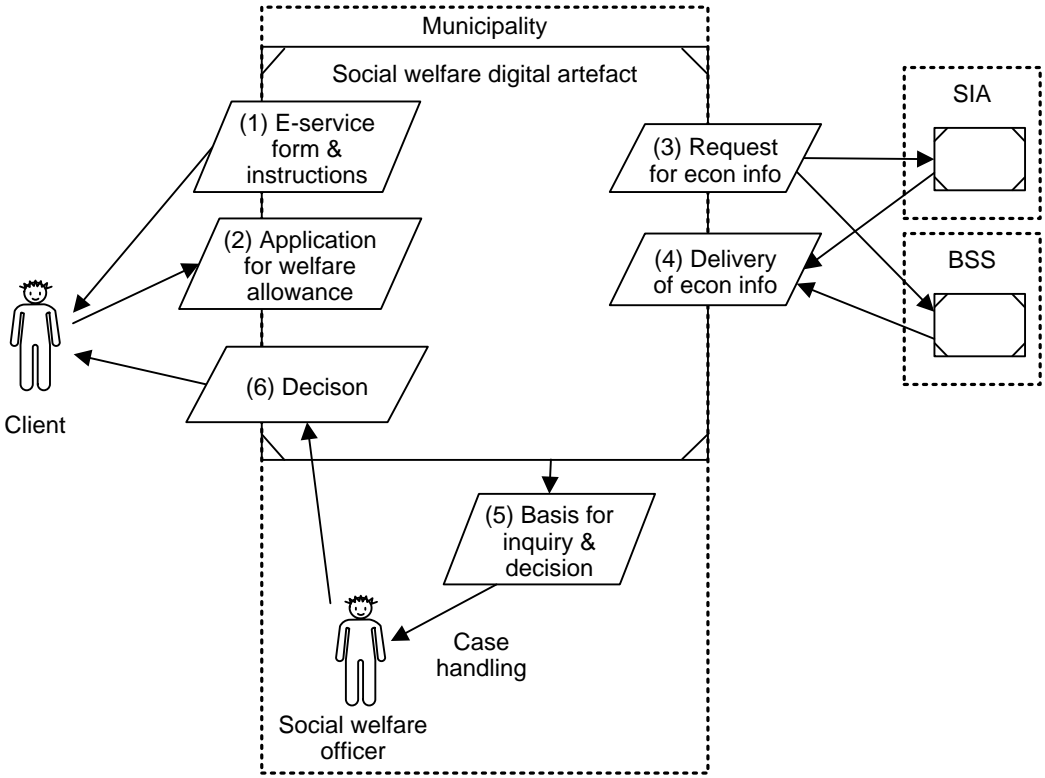 Municipality
Social welfare digital artefact
(1) E-service
form &
instructions
(2) Application
for welfare
allowance
(6) Decison
Client
(3) Request
for econ info
(4) Delivery
of econ info
SIA
BSS
(5) Basis for
inquiry &
decision
Case
handling
Social welfare
officer